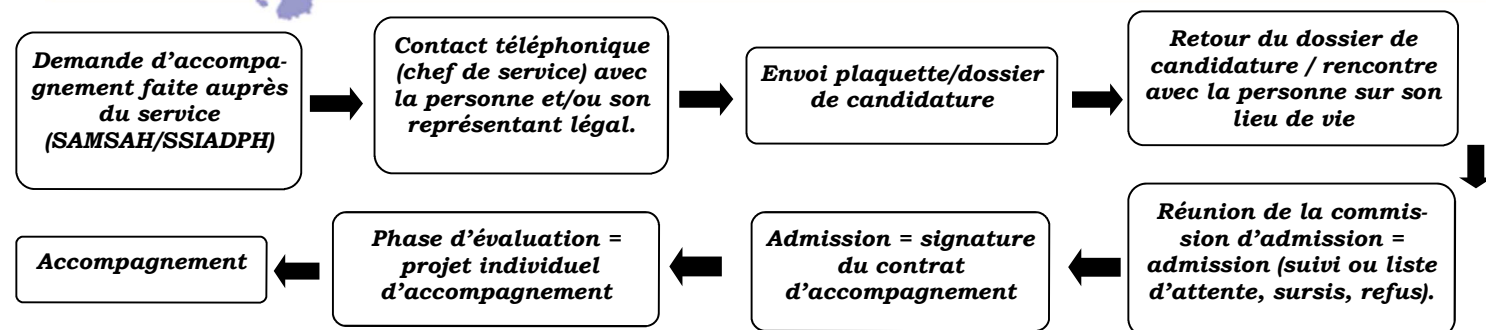 Demande d'accompa-
gnement faite auprès
du service
(SAMSAH/SSIADPH)
Contact téléphonique
(chef de service) avec
la personne et/ou son
représentant légal.
Envoi plaquette/dossier
de candidature
Retour du dossier de
candidature / rencontre
avec la personne sur son
lieu de vie
Réunion de la commis-
sion d'admission =
admission (suivi ou liste
d'attente, sursis, refus).
Admission = signature
du contrat
d'accompagnement
Phase d'évaluation =
projet individuel
d'accompagnement
Accompagnement